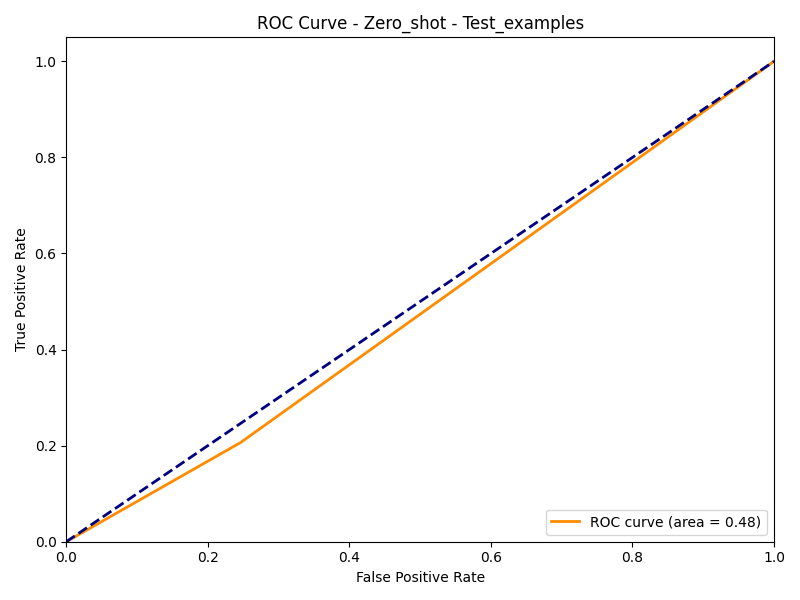 ROC Curve - Zero_shot - Test_examples
1.0
0.8
0.6
0.4
0.2
0.0
True Positive Rate
ROC curve (area = 0.48)
0.0 0.2 0.4 0.6 0.8 1.0
False Positive Rate